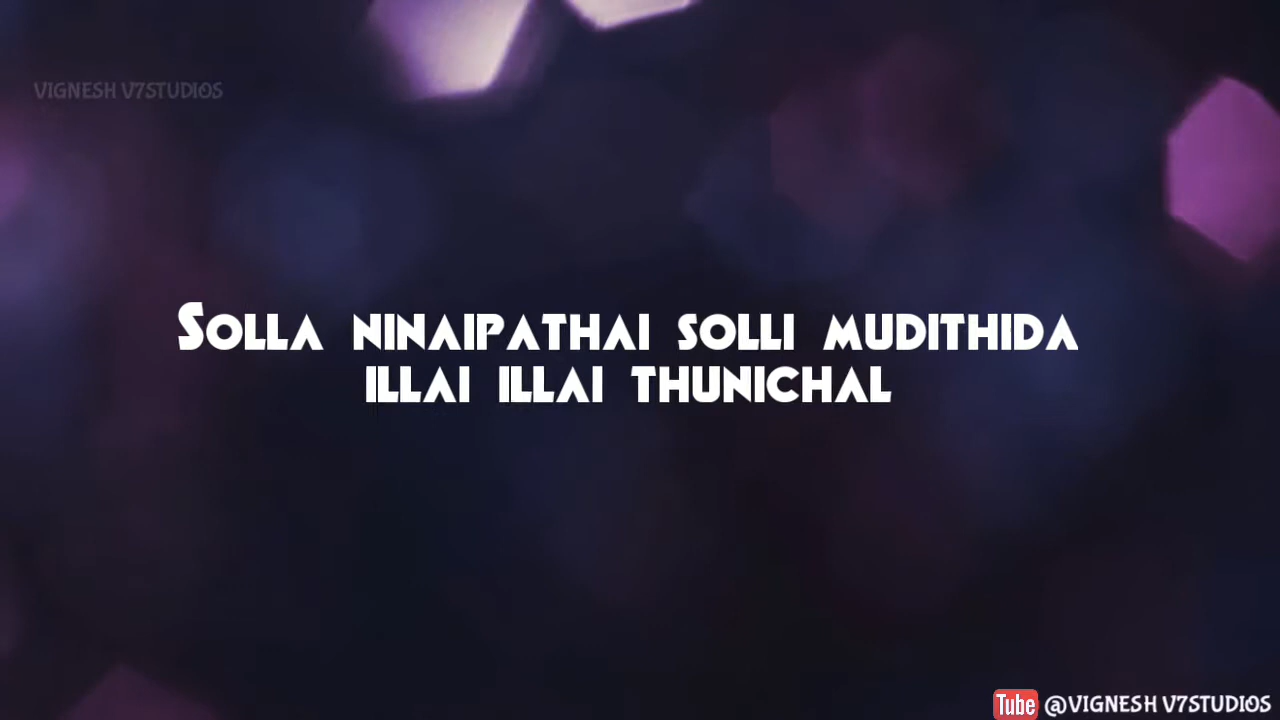 VIGNESH V7STUDIOS
Solla ninaipathai solli mudithida
illai illai thunichal
Tube @VIGNESH V7STUDIOS